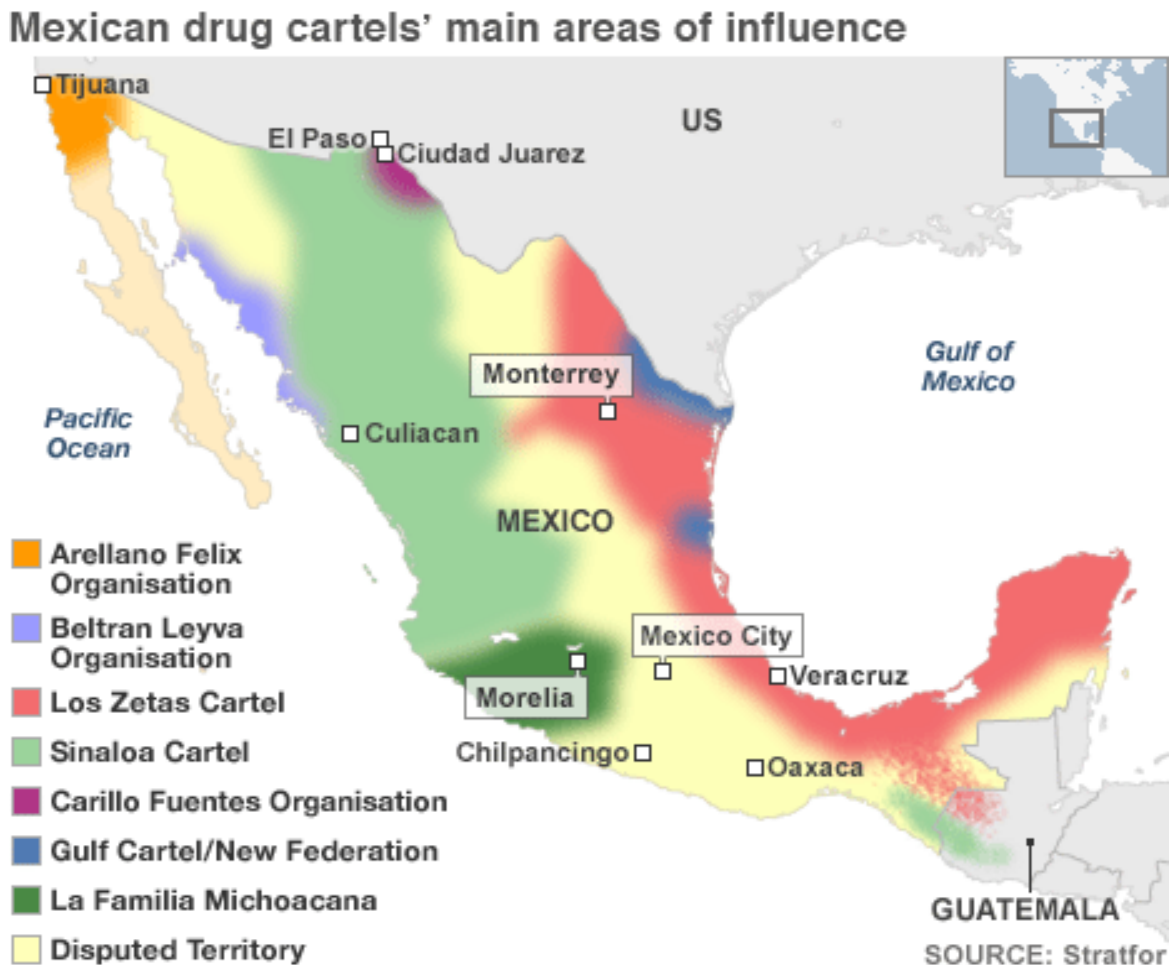 Mexican drug cartels’ main areas of influence
Tijuana
US
El Paso
Ciudad Juarez
Gulf of
Mexico
Monterrey
Pacific
Ocean
Culiacan
MEXICO
Arellano Felix
Organisation
Beltran Leyva
Organisation
Mexico City
Los Zetas Cartel
Morelia
Veracruz
Sinaloa Cartel
Chilpancingo
Oaxaca
Carillo Fuentes Organisation
Gulf Cartel/New Federation
La Familia Michoacana
GUATEMALA
Disputed Territory
SOURCE: Stratfor